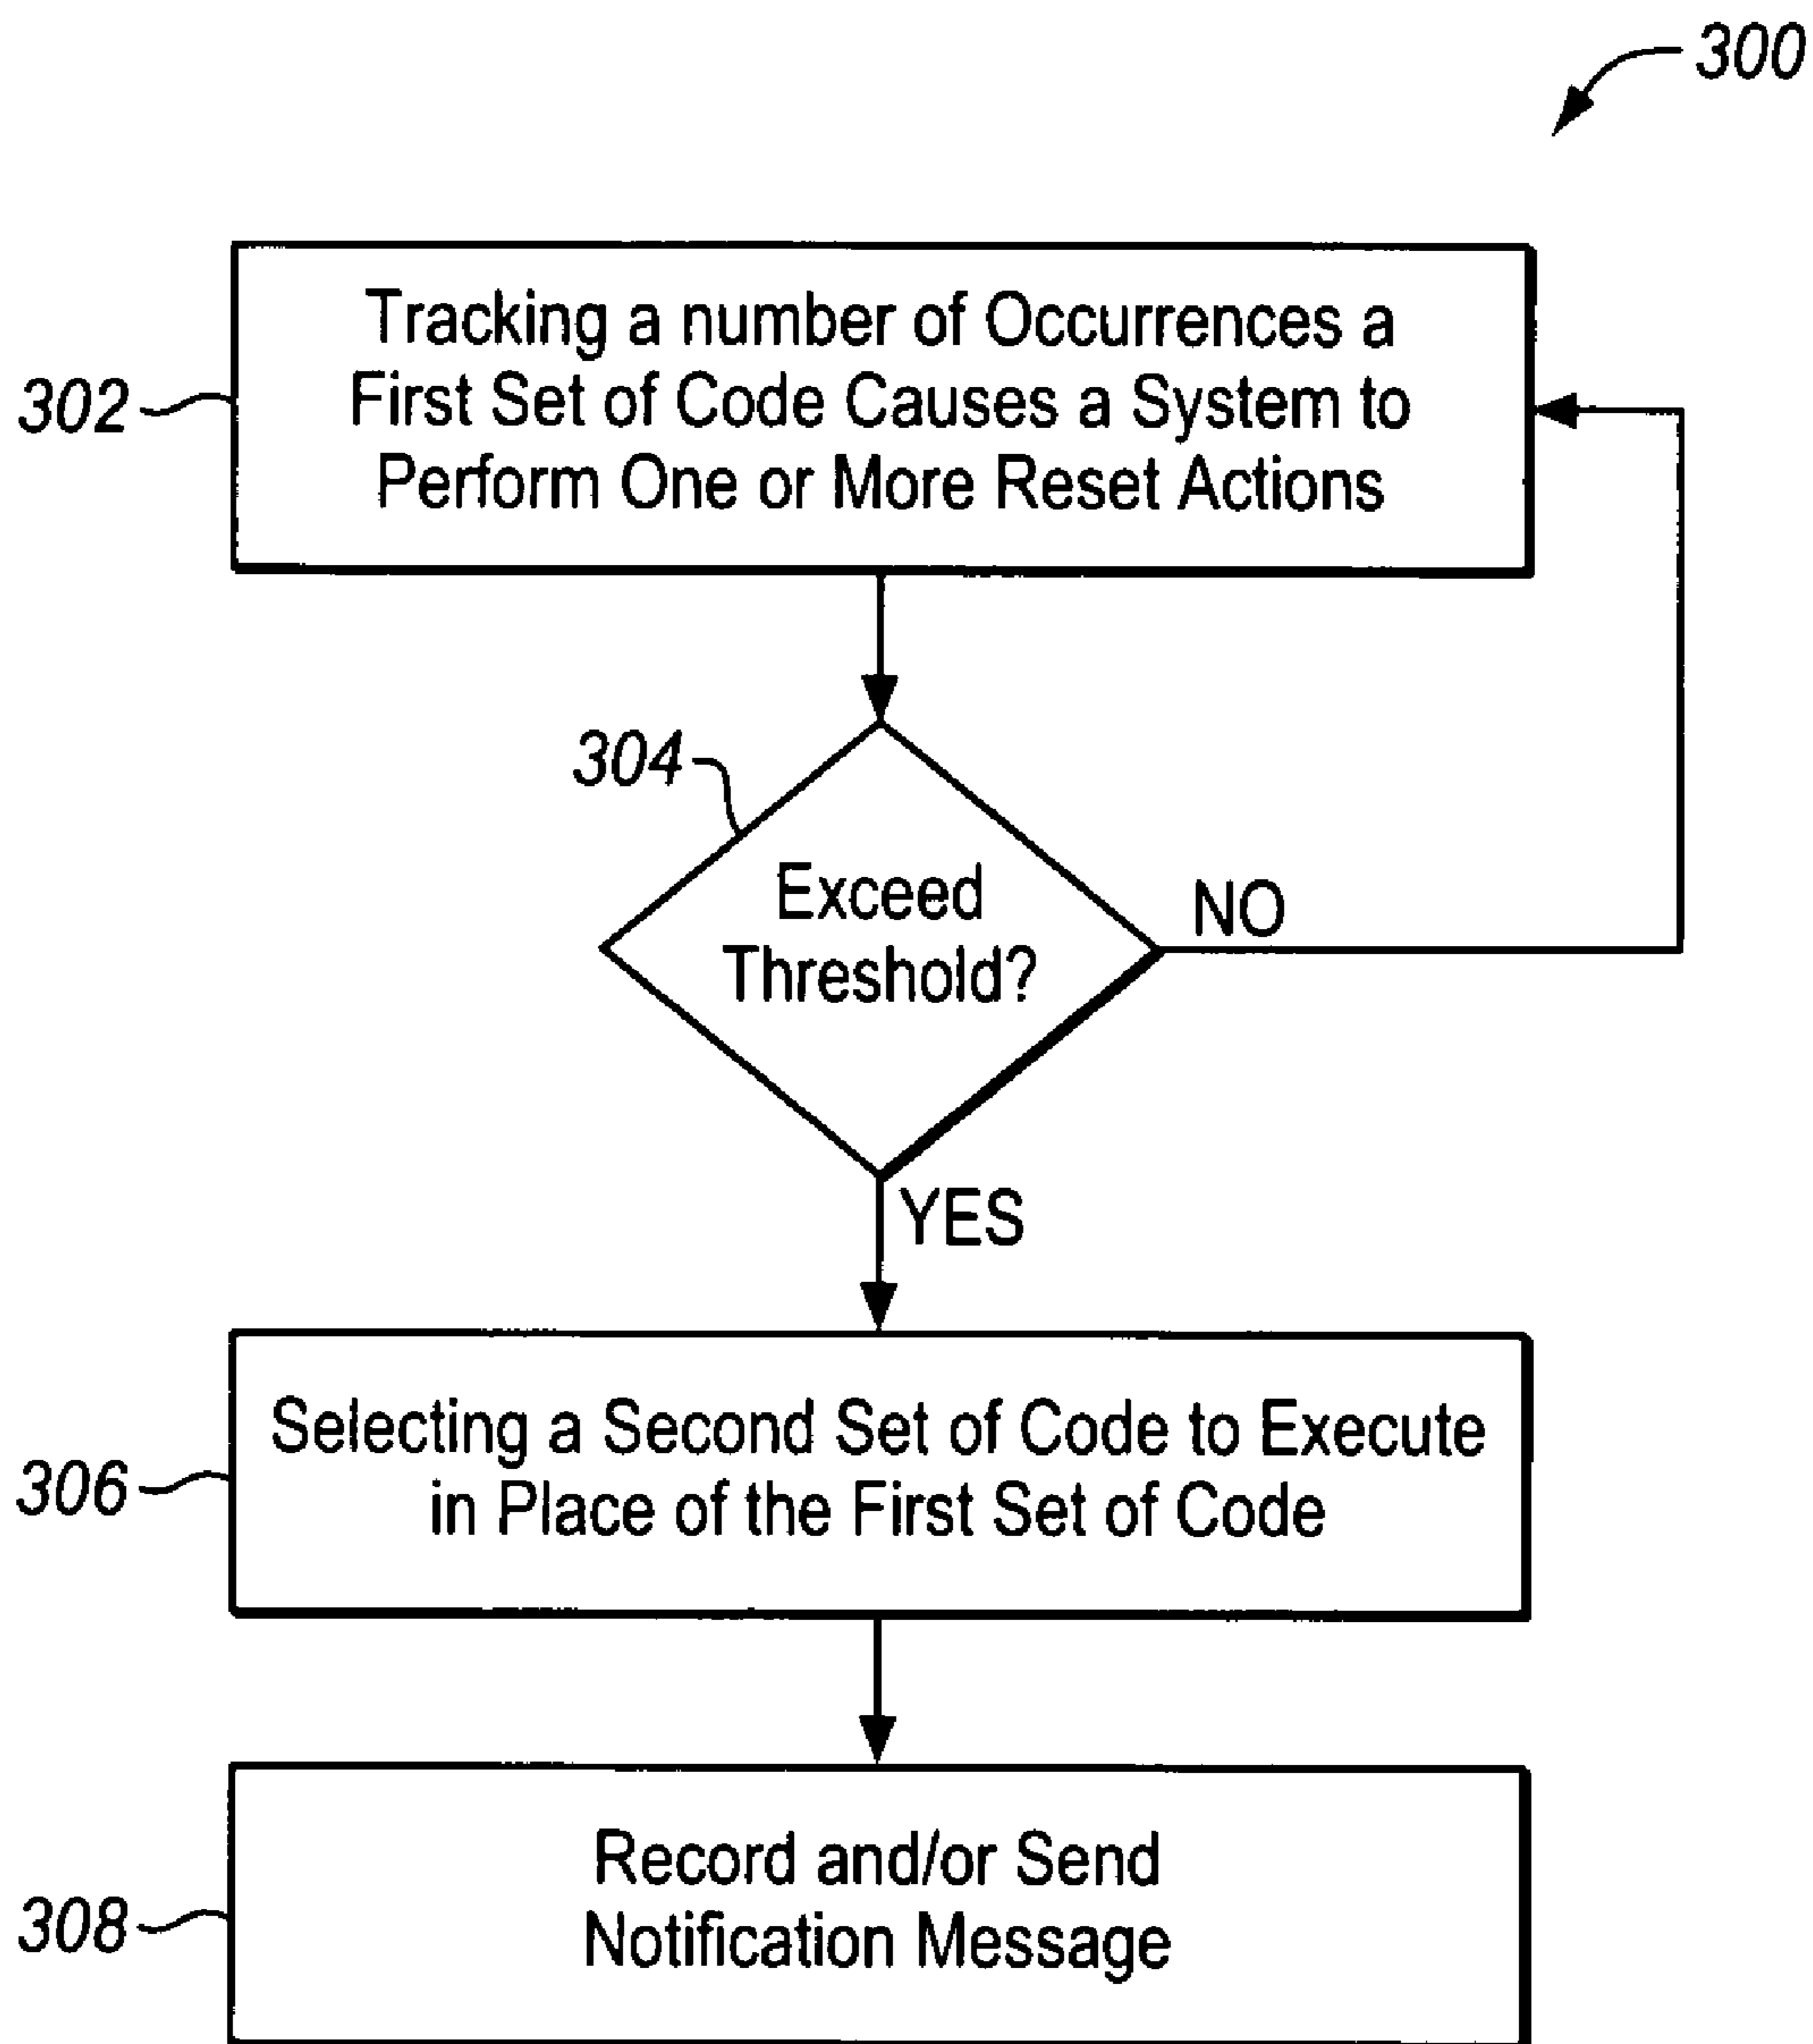 300
302
Tracking a number of Occurrences a
First Set of Code Causes a System to
Perform One or More Reset Actions
304
Exceed
Threshold?
NO
YES
306
Selecting a Second Set of Code to Execute
in Place of the First Set of Code
308
Record and/or Send
Notification Message